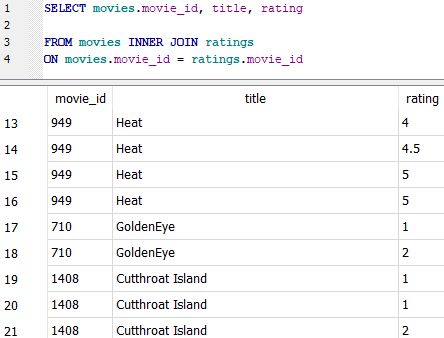 1 SELECT movies.movie_id, title, rating
2
3 FROM movies INNER JOIN ratings
4 ON movies.movie_id = ratings.movie_id
movie_id title rating
13 949 Heat 4
14 949 Heat 4.5
15 949 Heat 5
16 949 Heat 5
17 710 GoldenEye 1
18 710 GoldenEye 2
19 1408 Cutthroat Island 1
20 1408 Cutthroat Island 1
21 1408 Cutthroat Island 2